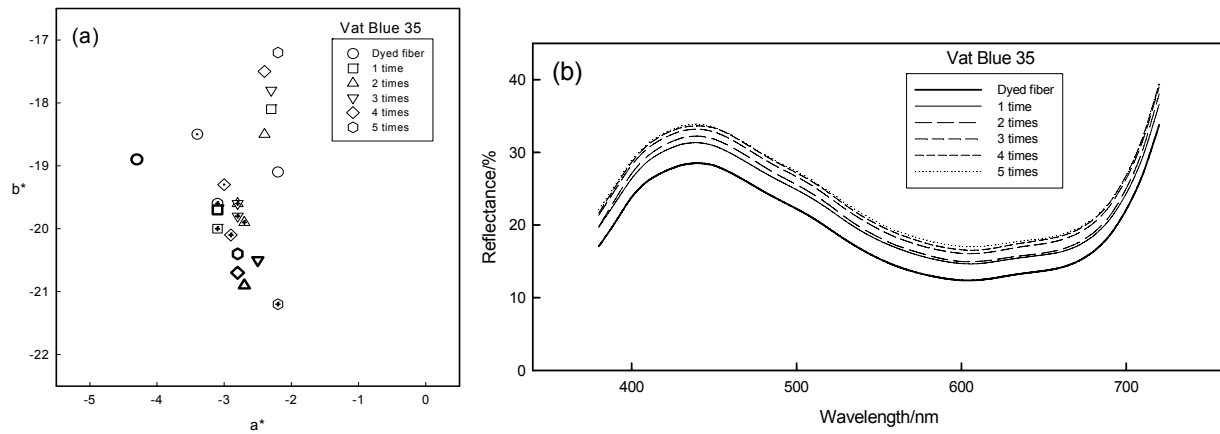 (a)
Vat Blue 35
Dyed fiber
1 time
2 times
3 times
4 times
5 times
-17
-18
-19
-20
-21
-22
b*
-5 -4 -3 -2 -1 0
a*
(b)
Vat Blue 35
Dyed fiber
1 time
2 times
3 times
4 times
5 times
40
30
20
10
0
Reflectance/%
400 500 600 700
Wavelength/nm